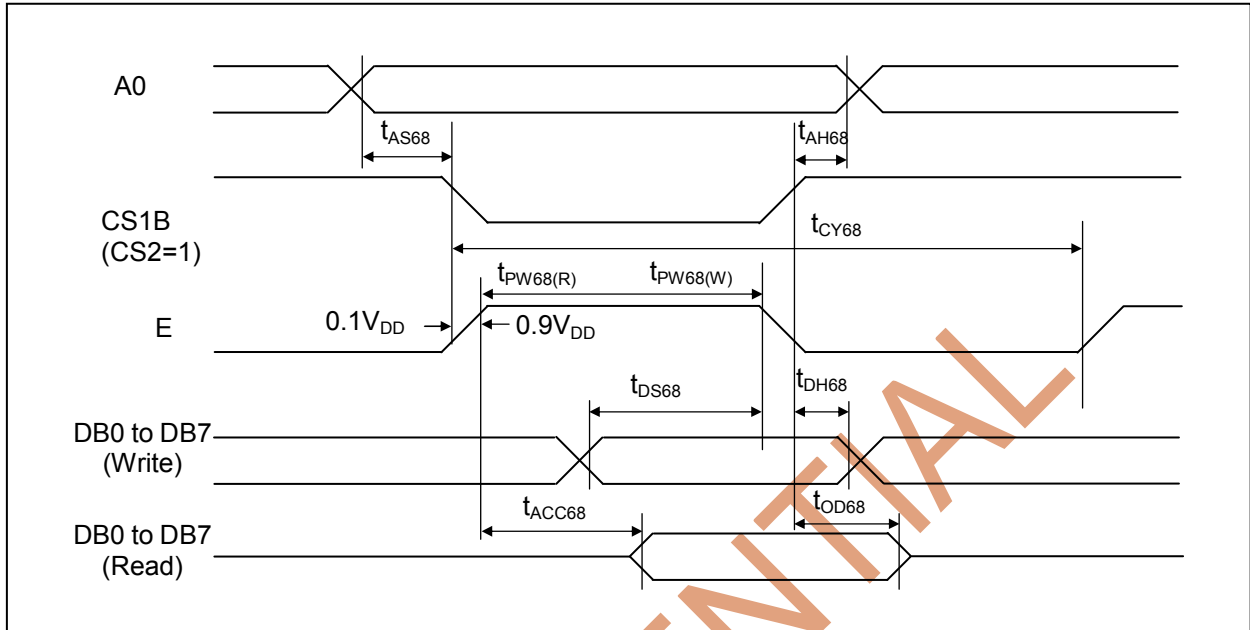 A0
tAS68
tAH68
CS1B
(CS2=1)
tCY68
tPW68(R)
tPW68(W)
E
0.1VDD
0.9VDD
tDS68
tDH68
DB0 to DB7
(Write)
tACC68
tOD68
DB0 to DB7
(Read)
NTIAL